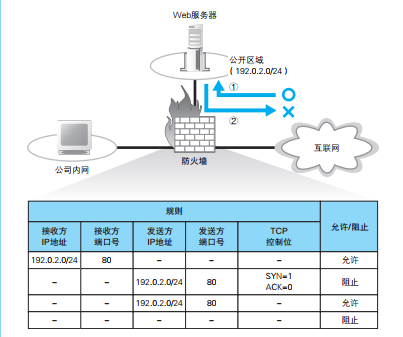 Web服务器
公开区域
(192.0.2.0/24)
①
②
公司内网
防火墙
互联网
规则
允许/阻止
接收方
IP地址
接收方
端口号
发送方
IP地址
发送方
端口号
TCP
控制位
192.0.2.0/24 80 – – – 允许
– – 192.0.2.0/24 80 SYN=1
ACK=0 阻止
– – 192.0.2.0/24 80 – 允许
– – – – – 阻止